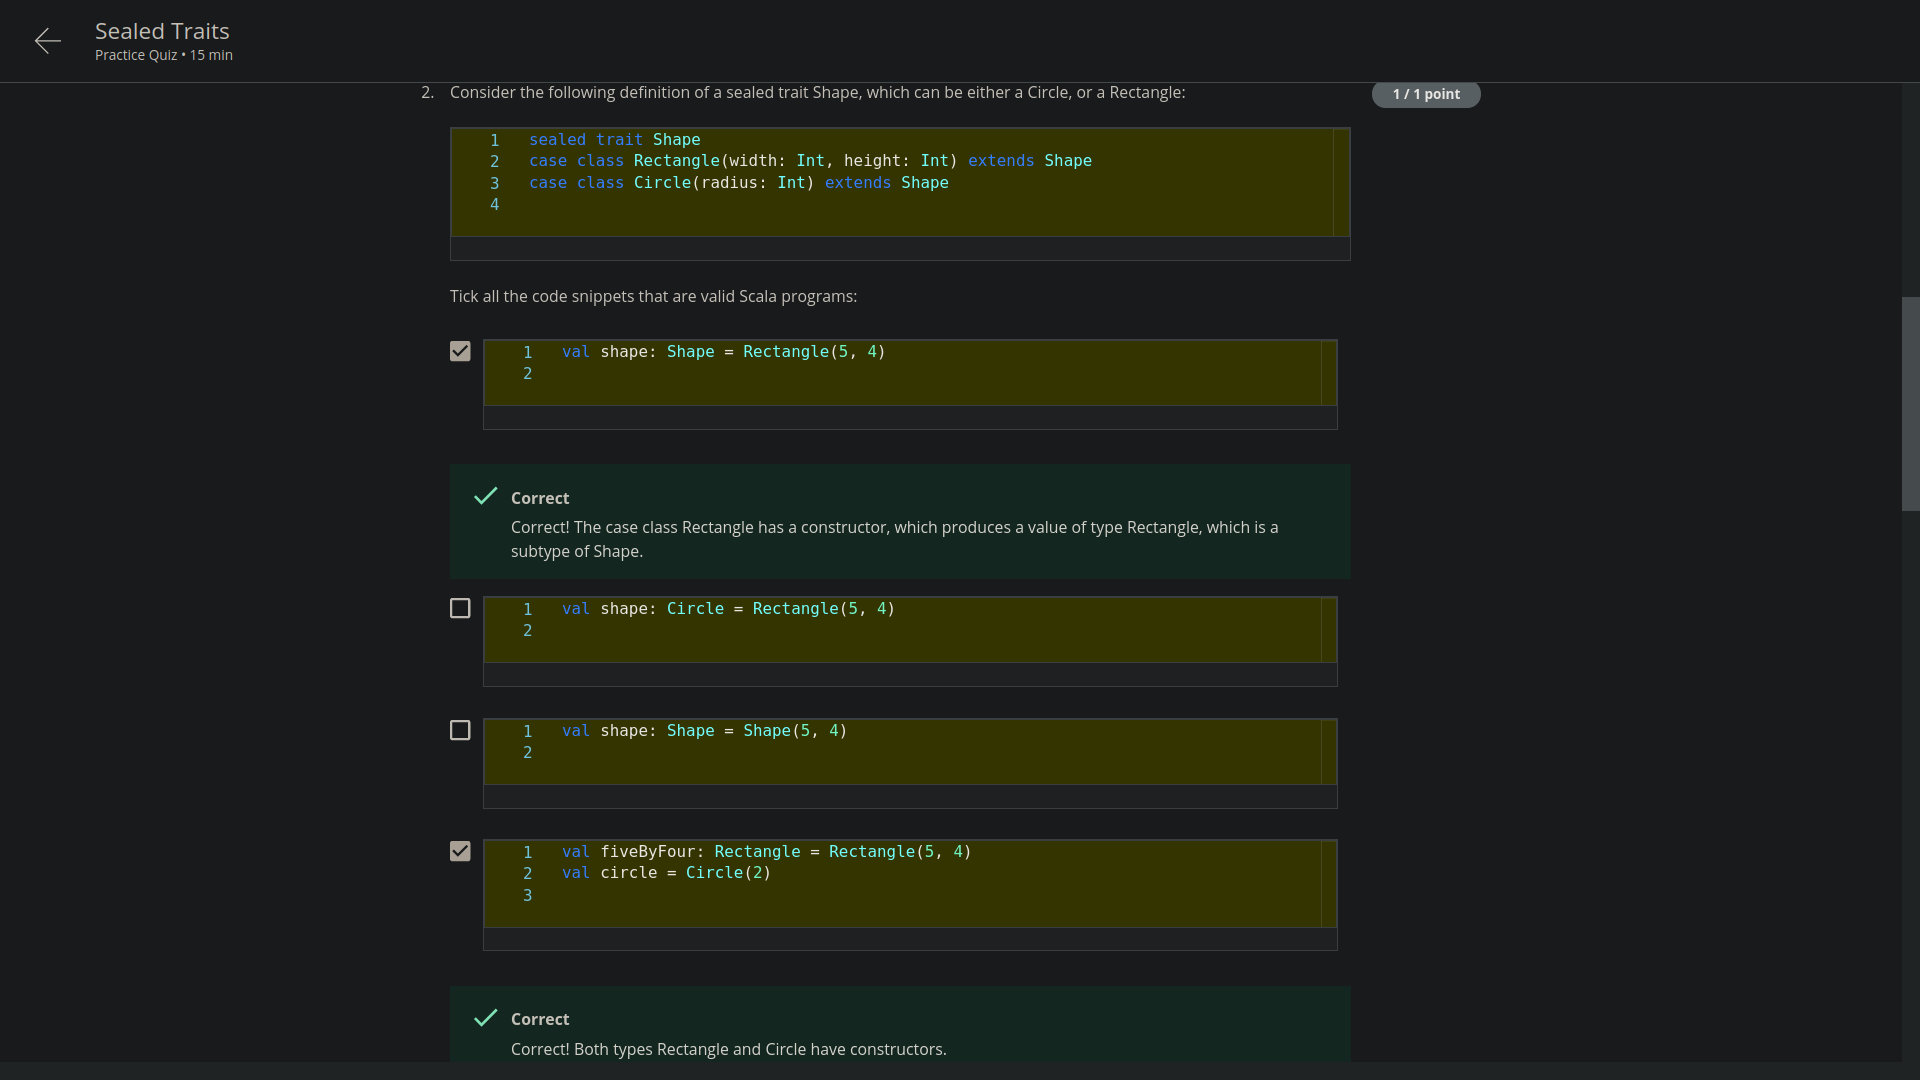 Sealed Traits
Practice Quiz • 15 min
2. Consider the following definition of a sealed trait Shape, which can be either a Circle, or a Rectangle:
1 / 1 point
1 sealed trait Shape
2 case class Rectangle(width: Int, height: Int) extends Shape
3 case class Circle(radius: Int) extends Shape
4
Tick all the code snippets that are valid Scala programs:
1 val shape: Shape = Rectangle(5, 4)
2
Correct
Correct! The case class Rectangle has a constructor, which produces a value of type Rectangle, which is a
subtype of Shape.
1 val shape: Circle = Rectangle(5, 4)
2
1 val shape: Shape = Shape(5, 4)
2
1 val fiveByFour: Rectangle = Rectangle(5, 4)
2 val circle = Circle(2)
3
Correct
Correct! Both types Rectangle and Circle have constructors.